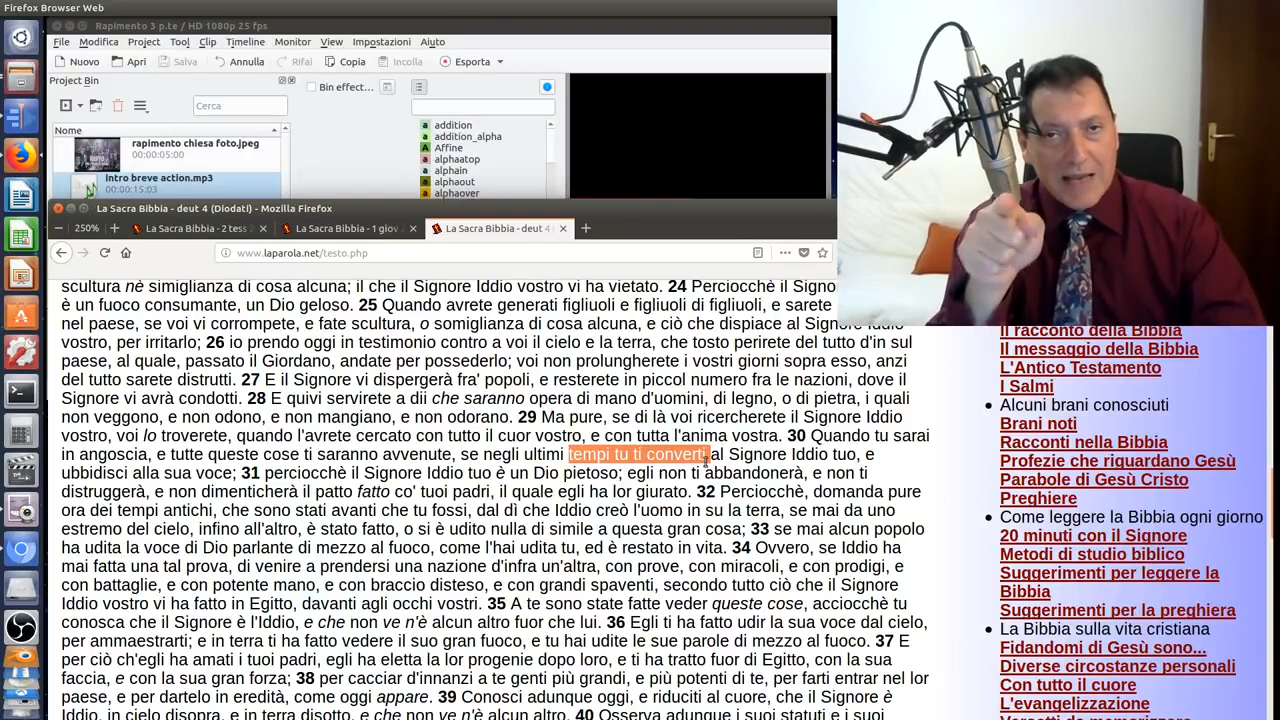 Firefox Browser Web
Rapimento 3 p.te / HD 1080p 25 fps
File Modifica Project Tool Clip Timeline Monitor View Impostazioni Aiuto
Nuovo Apri Salva Annulla Rifai Copia Incolla Esporta
Project Bin
Bin effect...
Cerca
Nome
rapimento chiesa foto.jpeg
00:00:05:00
intro breve action.mp3
00:00:15:03
addition
addition_alpha
Affine
alphaatop
alphain
alphaout
alphaover
La Sacra Bibbia - deut 4 (Diodati) - Mozilla Firefox
250% La Sacra Bibbia - 2 tess La Sacra Bibbia - 1 giov La Sacra Bibbia - deut 4
www.laparola.net/testo.php
scultura nè simiglianza di cosa alcuna; il che il Signore Iddio vostro vi ha vietato. 24 Perciocchè il Signore
è un fuoco consumante, un Dio geloso. 25 Quando avrete generati figliuoli e figliuoli di figliuoli, e sarete
nel paese, se voi vi corrompete, e fate scultura, o somiglianza di cosa alcuna, e ciò che dispiace al Signore Iddio
vostro, per irritarlo; 26 io prendo oggi in testimonio contro a voi il cielo e la terra, che tosto perirete del tutto d'in sul
paese, al quale, passato il Giordano, andate per possederlo; voi non prolungherete i vostri giorni sopra esso, anzi
del tutto sarete distrutti. 27 E il Signore vi dispergerà fra' popoli, e resterete in piccol numero fra le nazioni, dove il
Signore vi avrà condotti. 28 E quivi servirete a dii che saranno opera di mano d'uomini, di legno, o di pietra, i quali
non veggono, e non odono, e non mangiano, e non odorano. 29 Ma pure, se di là voi ricercherete il Signore Iddio
vostro, voi lo troverete, quando l'avrete cercato con tutto il cuor vostro, e con tutta l'anima vostra. 30 Quando tu sarai
in angoscia, e tutte queste cose ti saranno avvenute, se negli ultimi tempi tu ti converti al Signore Iddio tuo, e
ubbidisci alla sua voce; 31 perciocchè il Signore Iddio tuo è un Dio pietoso; egli non ti abbandonerà, e non ti
distruggerà, e non dimenticherà il patto fatto co' tuoi padri, il quale egli ha lor giurato. 32 Perciocchè, domanda pure
ora dei tempi antichi, che sono stati avanti che tu fossi, dal dì che Iddio creò l'uomo in su la terra, se mai da uno
estremo del cielo, infino all'altro, è stato fatto, o si è udito nulla di simile a questa gran cosa; 33 se mai alcun popolo
ha udita la voce di Dio parlante di mezzo al fuoco, come l'hai udita tu, ed è restato in vita. 34 Ovvero, se Iddio ha
mai fatta una tal prova, di venire a prendersi una nazione d'infra un'altra, con prove, con miracoli, e con prodigi, e
con battaglie, e con potente mano, e con braccio disteso, e con grandi spaventi, secondo tutto ciò che il Signore
Iddio vostro vi ha fatto in Egitto, davanti agli occhi vostri. 35 A te sono state fatte veder queste cose, acciocchè tu
conosca che il Signore è l'Iddio, e che non ve n'è alcun altro fuor che lui. 36 Egli ti ha fatto udir la sua voce dal cielo,
per ammaestrarti; e in terra ti ha fatto vedere il suo gran fuoco, e tu hai udite le sue parole di mezzo al fuoco. 37 E
per ciò ch'egli ha amati i tuoi padri, egli ha eletta la lor progenie dopo loro, e ti ha tratto fuor di Egitto, con la sua
faccia, e con la sua gran forza; 38 per cacciar d'innanzi a te genti più grandi, e più potenti di te, per farti entrar nel lor
paese, e per dartelo in eredità, come oggi appare. 39 Conosci adunque oggi, e riduciti al cuore, che il Signore è
Iddio, in cielo disopra, e in terra disotto, e che non ve n'è alcun altro. 40 Osserva adunque i suoi statuti e i suoi
Il racconto della Bibbia
Il messaggio della Bibbia
L'Antico Testamento
I Salmi
Alcuni brani conosciuti
Brani noti
Racconti nella Bibbia
Profezie che riguardano Gesù
Parabole di Gesù Cristo
Preghiere
Come leggere la Bibbia ogni giorno
20 minuti con il Signore
Metodi di studio biblico
Suggerimenti per leggere la
Bibbia
Suggerimenti per la preghiera
La Bibbia sulla vita cristiana
Fidandomi di Gesù sono...
Diverse circostanze personali
Con tutto il cuore
L'evangelizzazione
Versetti da memorizzare